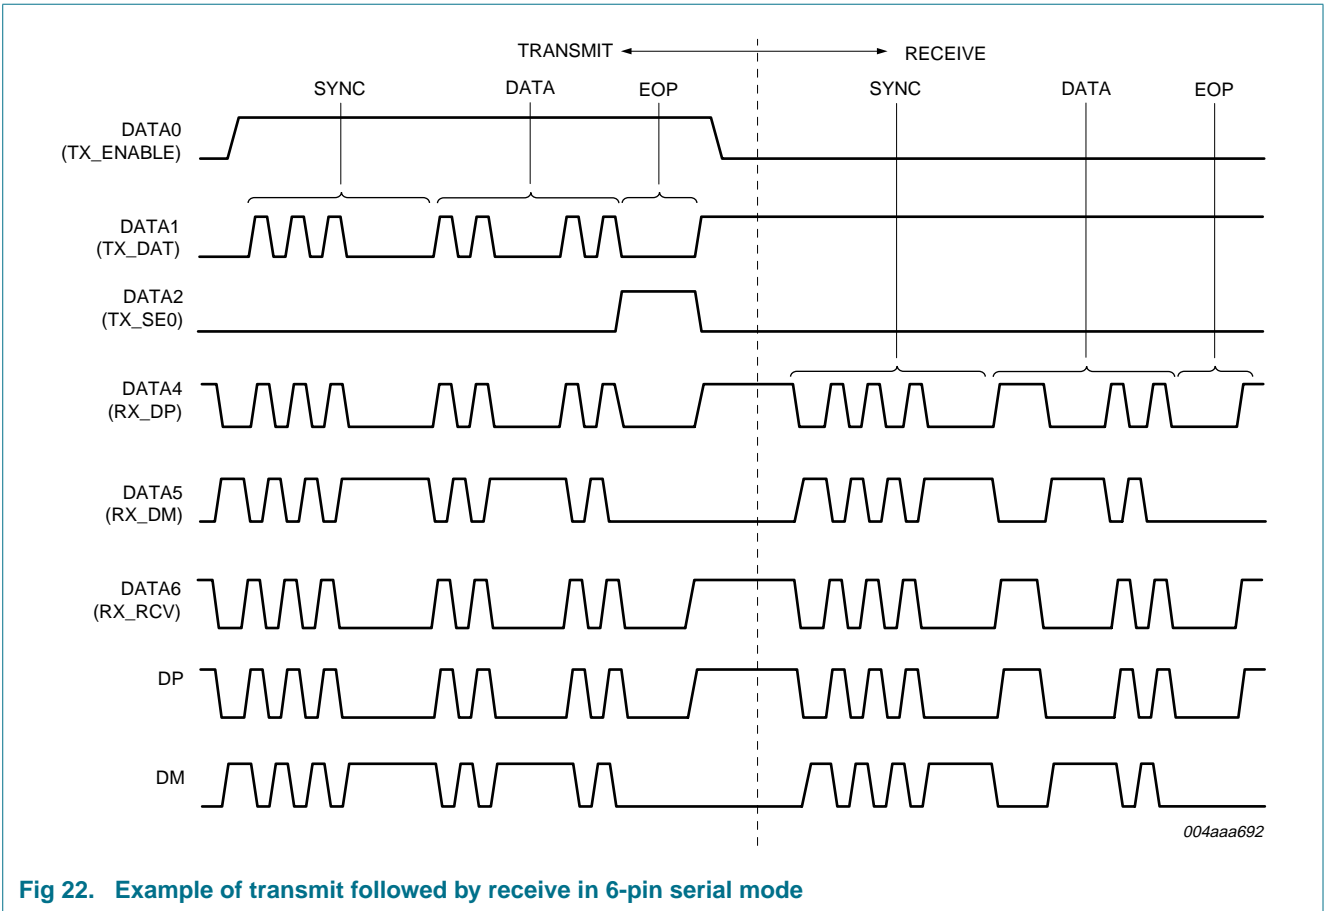 TRANSMIT
RECEIVE
SYNC
DATA
EOP
SYNC
DATA
EOP
DATA0
(TX_ENABLE)
DATA1
(TX_DAT)
DATA2
(TX_SE0)
DATA4
(RX_DP)
DATA5
(RX_DM)
DATA6
(RX_RCV)
DP
DM
004aaa692
Fig 22. Example of transmit followed by receive in 6-pin serial mode